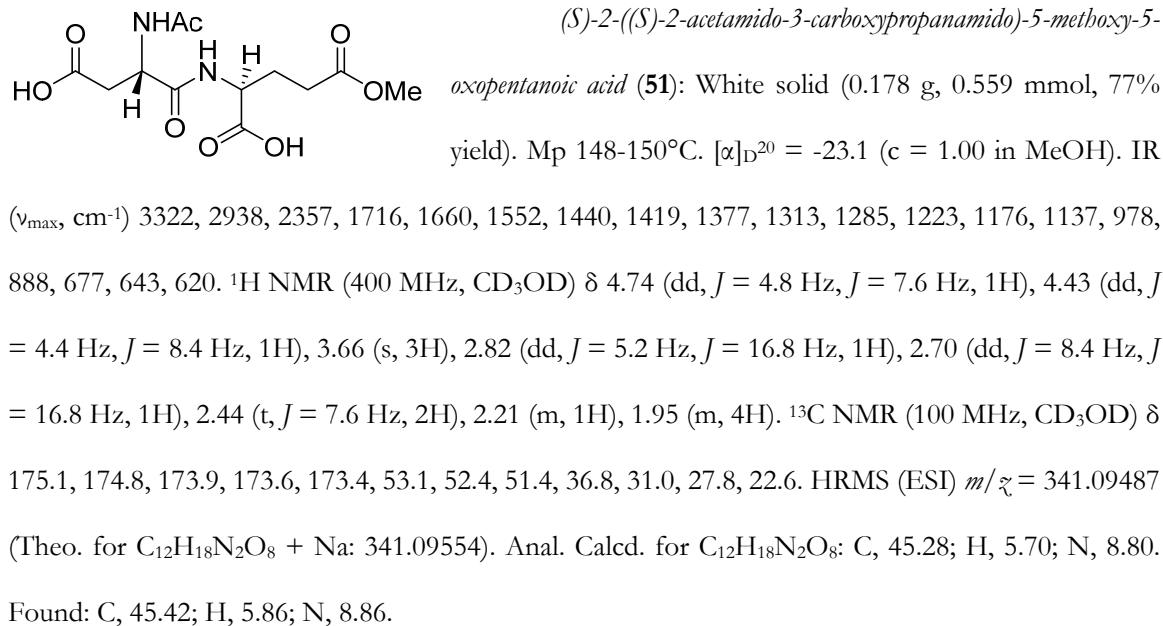 NHAc
O
H
H
O
HO
OMe
H
O
O
OH
(S)-2-((S)-2-acetamido-3-carboxypropanamido)-5-methoxy-5-
oxopentanoic acid (51): White solid (0.178 g, 0.559 mmol, 77%
yield). Mp 148-150°C. [α]D20 = -23.1 (c = 1.00 in MeOH). IR
(νmax, cm-1) 3322, 2938, 2357, 1716, 1660, 1552, 1440, 1419, 1377, 1313, 1285, 1223, 1176, 1137, 978,
888, 677, 643, 620. 1H NMR (400 MHz, CD3OD) δ 4.74 (dd, J = 4.8 Hz, J = 7.6 Hz, 1H), 4.43 (dd, J
= 4.4 Hz, J = 8.4 Hz, 1H), 3.66 (s, 3H), 2.82 (dd, J = 5.2 Hz, J = 16.8 Hz, 1H), 2.70 (dd, J = 8.4 Hz, J
= 16.8 Hz, 1H), 2.44 (t, J = 7.6 Hz, 2H), 2.21 (m, 1H), 1.95 (m, 4H). 13C NMR (100 MHz, CD3OD) δ
175.1, 174.8, 173.9, 173.6, 173.4, 53.1, 52.4, 51.4, 36.8, 31.0, 27.8, 22.6. HRMS (ESI) m/z = 341.09487
(Theo. for C12H18N2O8 + Na: 341.09554). Anal. Calcd. for C12H18N2O8: C, 45.28; H, 5.70; N, 8.80.
Found: C, 45.42; H, 5.86; N, 8.86.